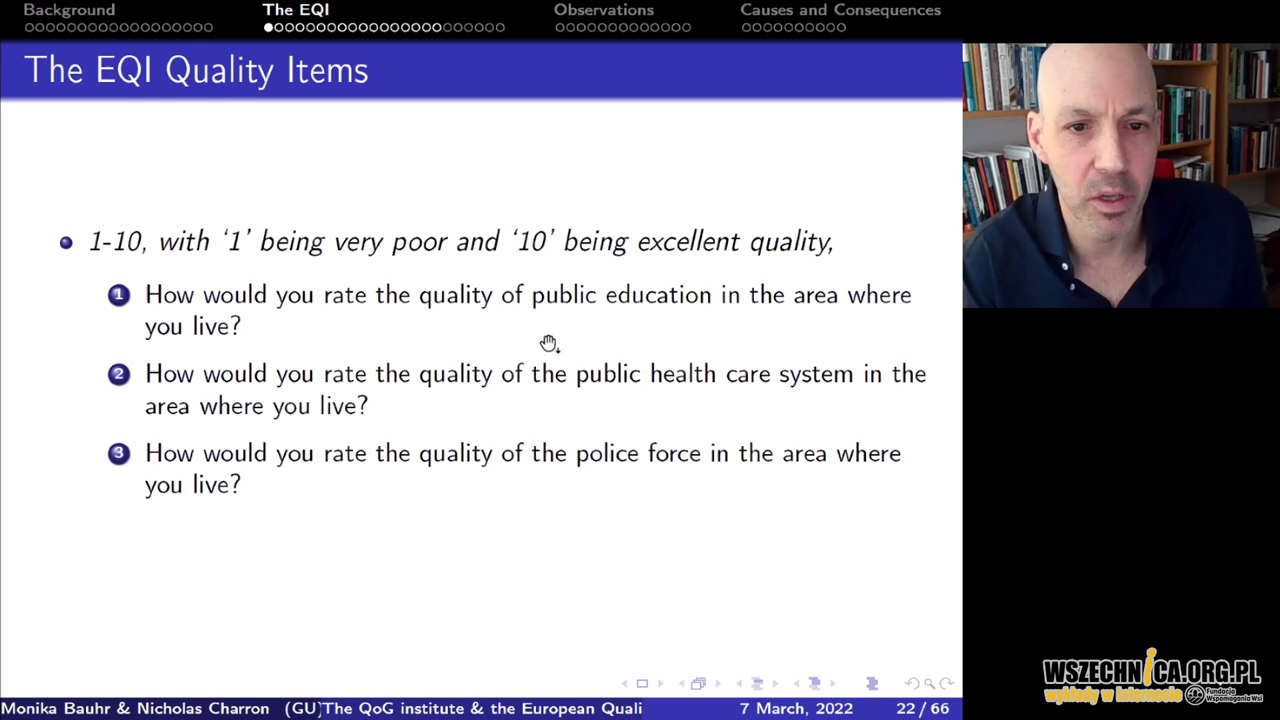 Background The EQI Observations Causes and Consequences
The EQI Quality Items
1-10, with ‘1’ being very poor and ‘10’ being excellent quality,
1 How would you rate the quality of public education in the area where
you live?
2 How would you rate the quality of the public health care system in the
area where you live?
3 How would you rate the quality of the police force in the area where
you live?
WSZECHNICA.ORG.PL
wykłady w internecie Fundacja
Wspomagania Wsi
Monika Bauhr & Nicholas Charron (GU) The QoG institute & the European Quali 7 March, 2022 22 / 66